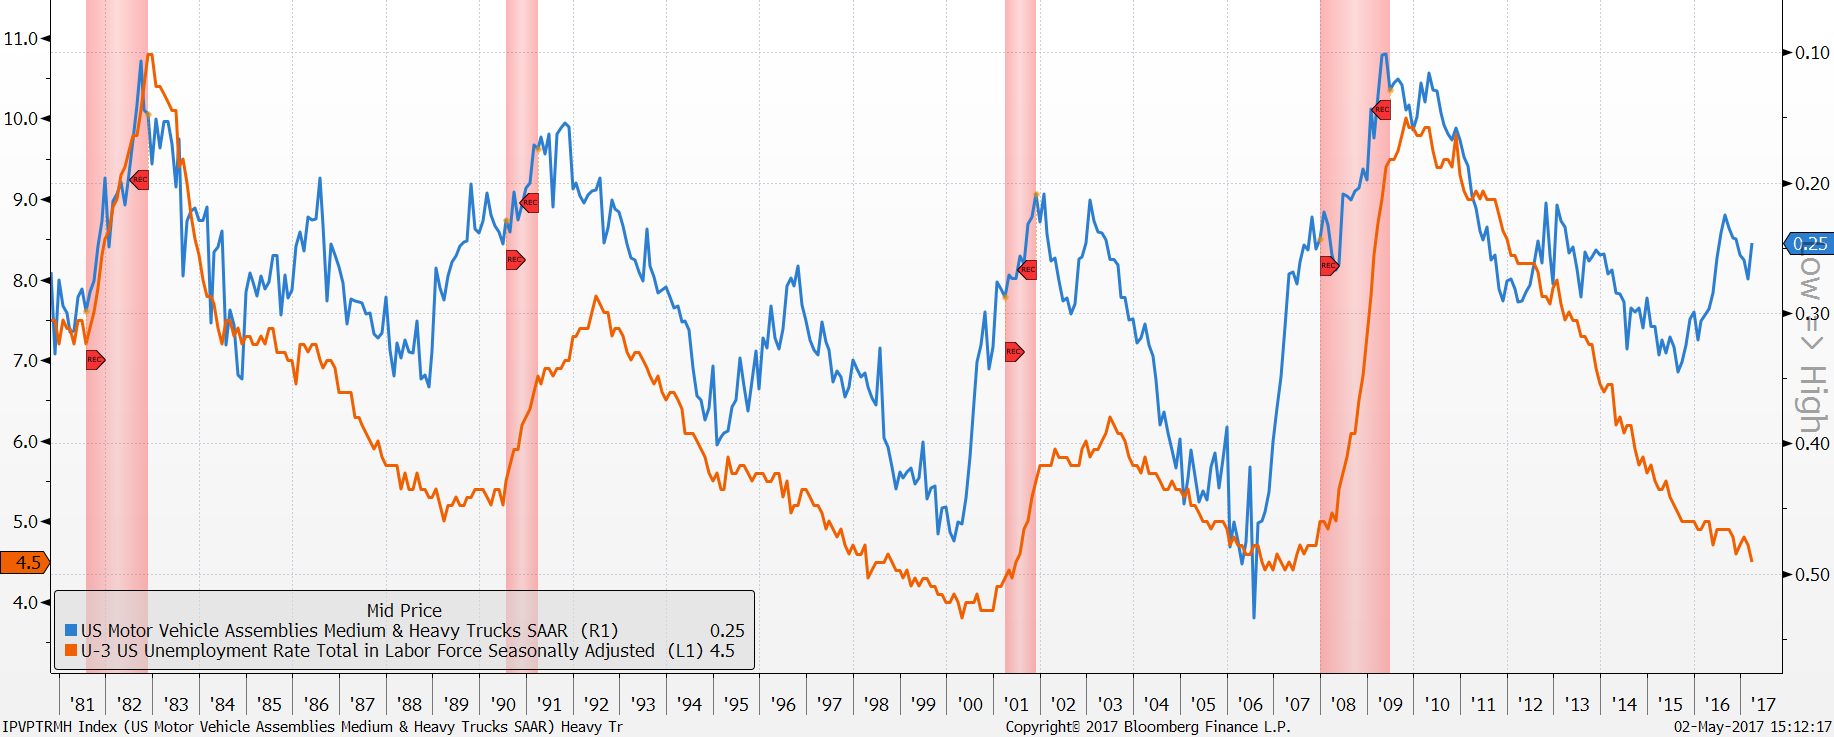 11.0
10.0
9.0
8.0
7.0
6.0
5.0
4.5
4.0
0.10
0.20
0.25
0.30
0.40
0.50
Low => High
REC
REC
REC
REC
REC
REC
REC
REC
Mid Price
US Motor Vehicle Assemblies Medium & Heavy Trucks SAAR (R1) 0.25
U-3 US Unemployment Rate Total in Labor Force Seasonally Adjusted (L1) 4.5
'81 '82 '83 '84 '85 '86 '87 '88 '89 '90 '91 '92 '93 '94 '95 '96 '97 '98 '99 '00 '01 '02 '03 '04 '05 '06 '07 '08 '09 '10 '11 '12 '13 '14 '15 '16 '17
IPVPTRMH Index (US Motor Vehicle Assemblies Medium & Heavy Trucks SAAR) Heavy Tr Copyright© 2017 Bloomberg Finance L.P. 02-May-2017 15:12:17